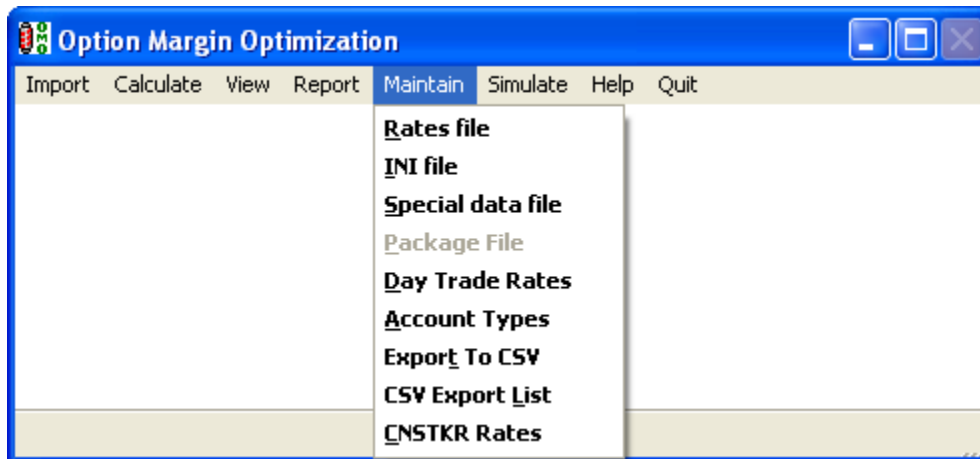 OMO Option Margin Optimization
Import Calculate View Report Maintain Simulate Help Quit
Rates file
INI file
Special data file
Package File
Day Trade Rates
Account Types
Export To CSV
CSV Export List
CNSTKR Rates